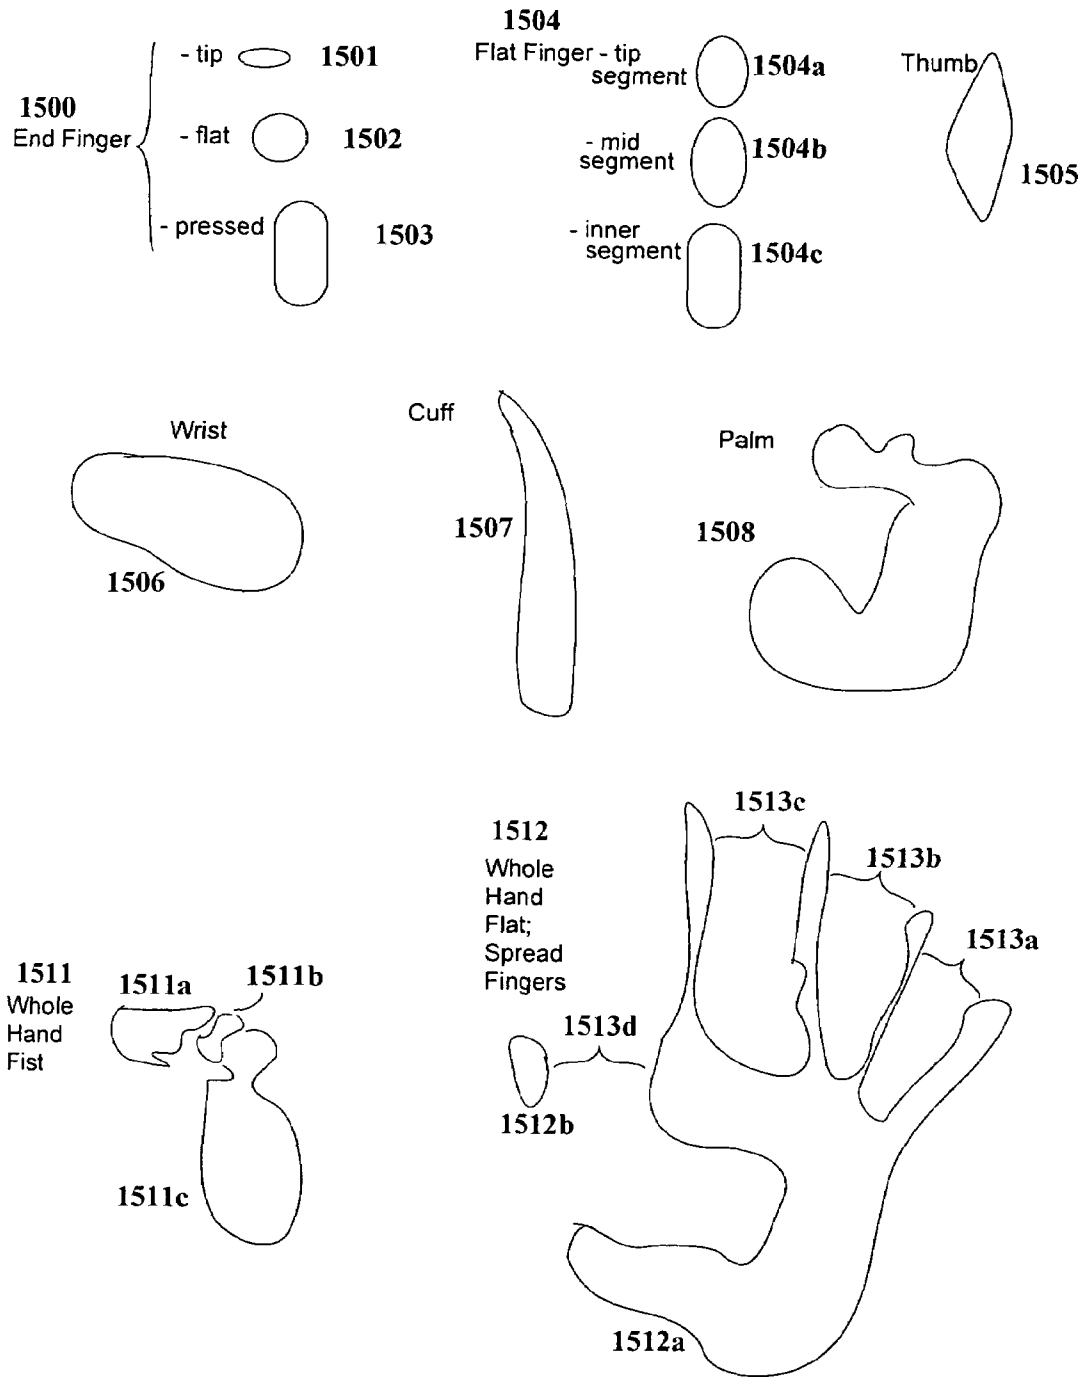 1500
End Finger
- tip 1501
- flat 1502
- pressed 1503
1504
Flat Finger - tip
segment 1504a
- mid
segment 1504b
- inner
segment 1504c
Thumb
1505
Wrist
1506
Cuff
1507
Palm
1508
1511
Whole
Hand
Fist
1511a
1511b
1511c
1512
Whole
Hand
Flat;
Spread
Fingers
1513c
1513b
1513a
1513d
1512b
1512a